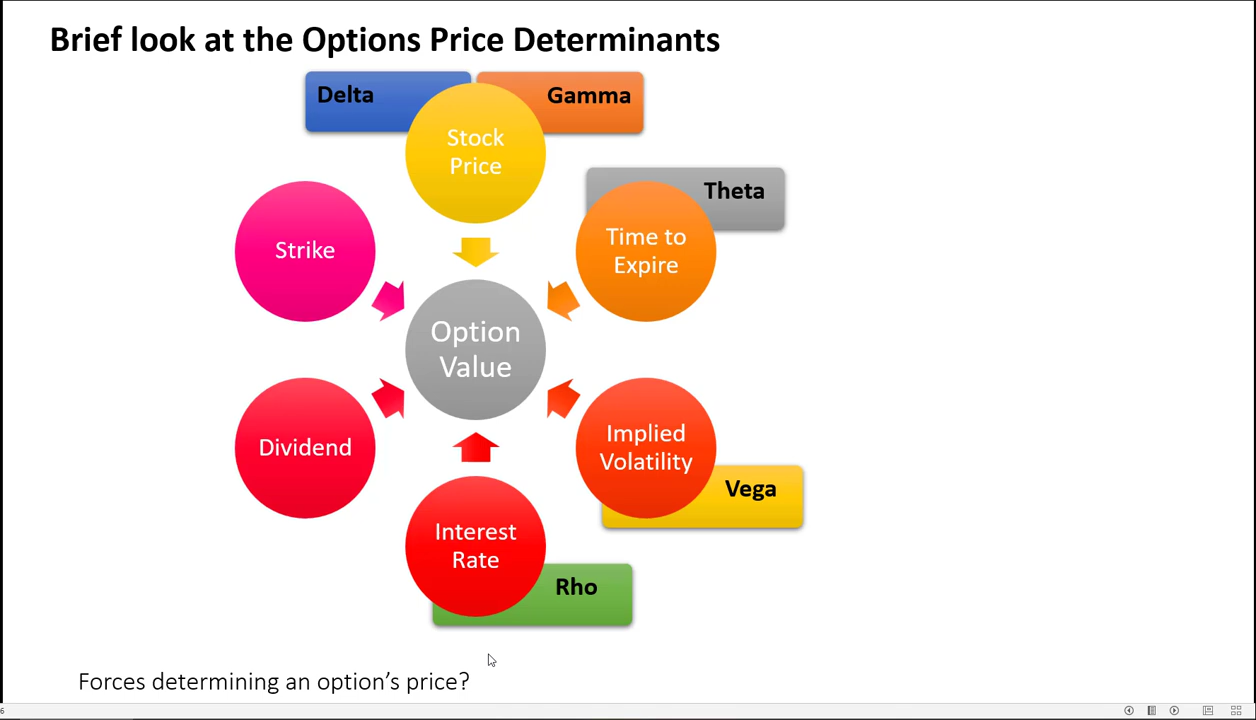 Brief look at the Options Price Determinants
Delta
Gamma
Stock
Price
Theta
Strike
Time to
Expire
Option
Value
Dividend
Implied
Volatility
Vega
Interest
Rate
Rho
Forces determining an option’s price?
6